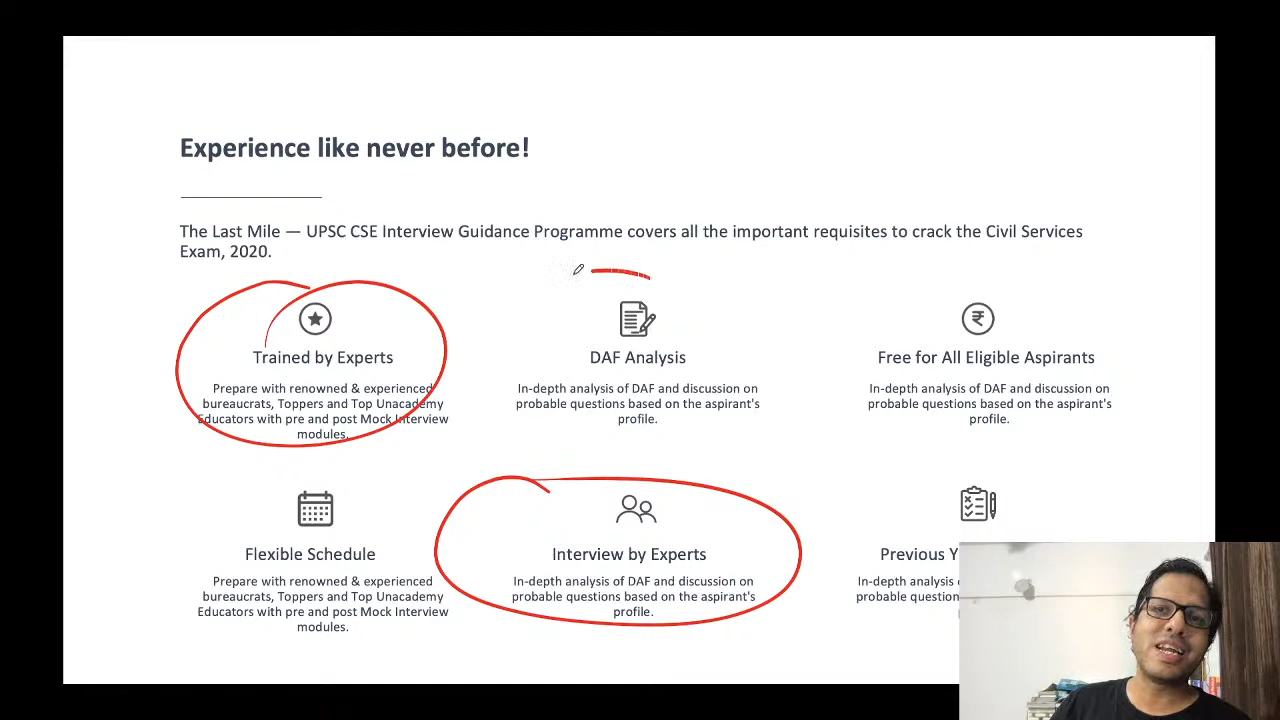 Experience like never before!
The Last Mile — UPSC CSE Interview Guidance Programme covers all the important requisites to crack the Civil Services
Exam, 2020.
Trained by Experts
Prepare with renowned & experienced
bureaucrats, Toppers and Top Unacademy
Educators with pre and post Mock Interview
modules.
DAF Analysis
In-depth analysis of DAF and discussion on
probable questions based on the aspirant's
profile.
Free for All Eligible Aspirants
In-depth analysis of DAF and discussion on
probable questions based on the aspirant's
profile.
Flexible Schedule
Prepare with renowned & experienced
bureaucrats, Toppers and Top Unacademy
Educators with pre and post Mock Interview
modules.
Interview by Experts
In-depth analysis of DAF and discussion on
probable questions based on the aspirant's
profile.
Previous
In-depth analysis
probable